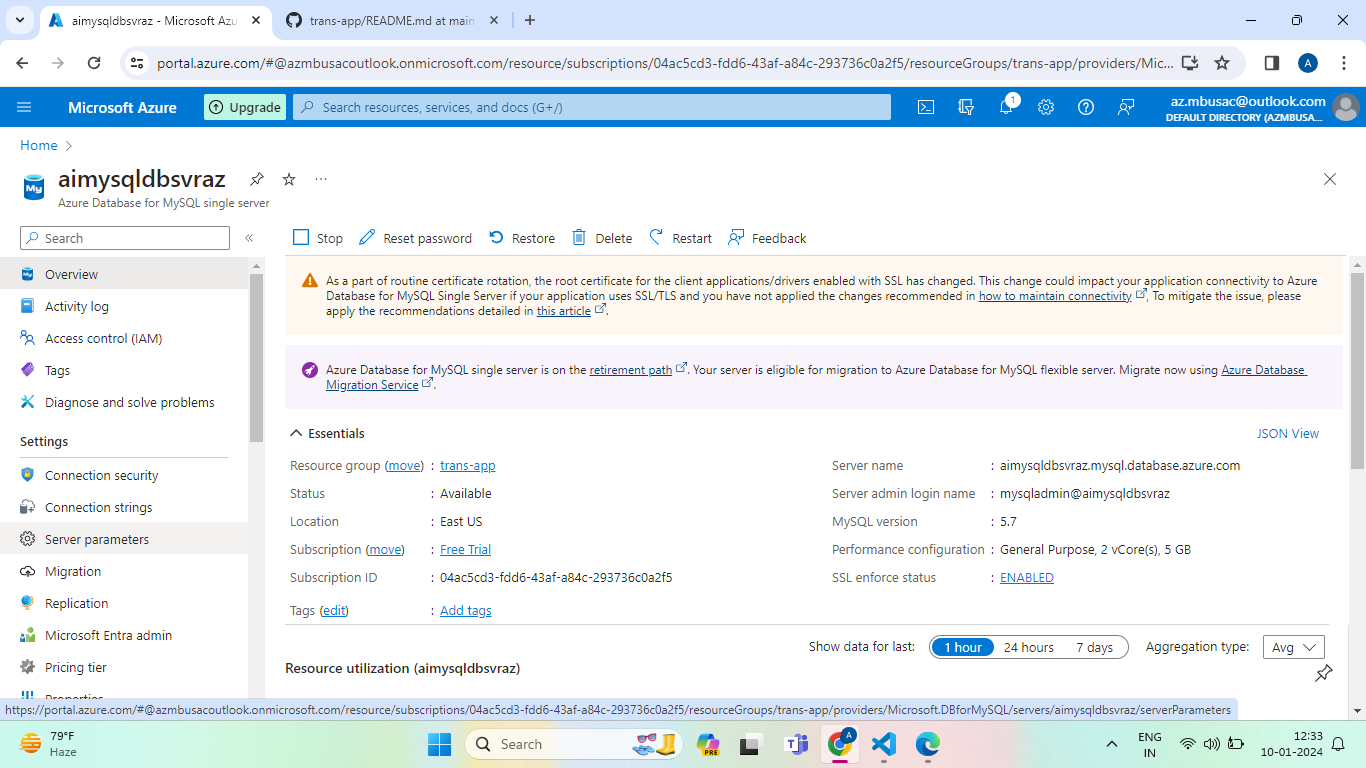 aimysqldbsvraz - Microsoft Azu
trans-app/README.md at main
portal.azure.com/#@azmbusacoutlook.onmicrosoft.com/resource/subscriptions/04ac5cd3-fdd6-43af-a84c-293736c0a2f5/resourceGroups/trans-app/providers/Mic...
A
Microsoft Azure
Upgrade
Search resources, services, and docs (G+/)
1
az.mbusac@outlook.com
DEFAULT DIRECTORY (AZMBUSA...
Home
aimysqldbsvraz
Azure Database for MySQL single server
Search
Stop
Reset password
Restore
Delete
Restart
Feedback
Overview
Activity log
Access control (IAM)
Tags
Diagnose and solve problems
Settings
Connection security
Connection strings
Server parameters
Migration
Replication
Microsoft Entra admin
Pricing tier
Properties
As a part of routine certificate rotation, the root certificate for the client applications/drivers enabled with SSL has changed. This change could impact your application connectivity to Azure
Database for MySQL Single Server if your application uses SSL/TLS and you have not applied the changes recommended in how to maintain connectivity, To mitigate the issue, please
apply the recommendations detailed in this article.
Azure Database for MySQL single server is on the retirement path. Your server is eligible for migration to Azure Database for MySQL flexible server. Migrate now using Azure Database
Migration Service.
Essentials
JSON View
Resource group (move) : trans-app
Status : Available
Location : East US
Subscription (move) : Free Trial
Subscription ID : 04ac5cd3-fdd6-43af-a84c-293736c0a2f5
Tags (edit) : Add tags
Server name : aimysqldbsvraz.mysql.database.azure.com
Server admin login name : mysqladmin@aimysqldbsvraz
MySQL version : 5.7
Performance configuration : General Purpose, 2 vCore(s), 5 GB
SSL enforce status : ENABLED
Show data for last:
1 hour
24 hours
7 days
Aggregation type:
Avg
Resource utilization (aimysqldbsvraz)
https://portal.azure.com/#@azmbusacoutlook.onmicrosoft.com/resource/subscriptions/04ac5cd3-fdd6-43af-a84c-293736c0a2f5/resourceGroups/trans-app/providers/Microsoft.DBforMySQL/servers/aimysqldbsvraz/serverParameters
79°F
Haze
Search
PRE
A
ENG
IN
12:33
10-01-2024